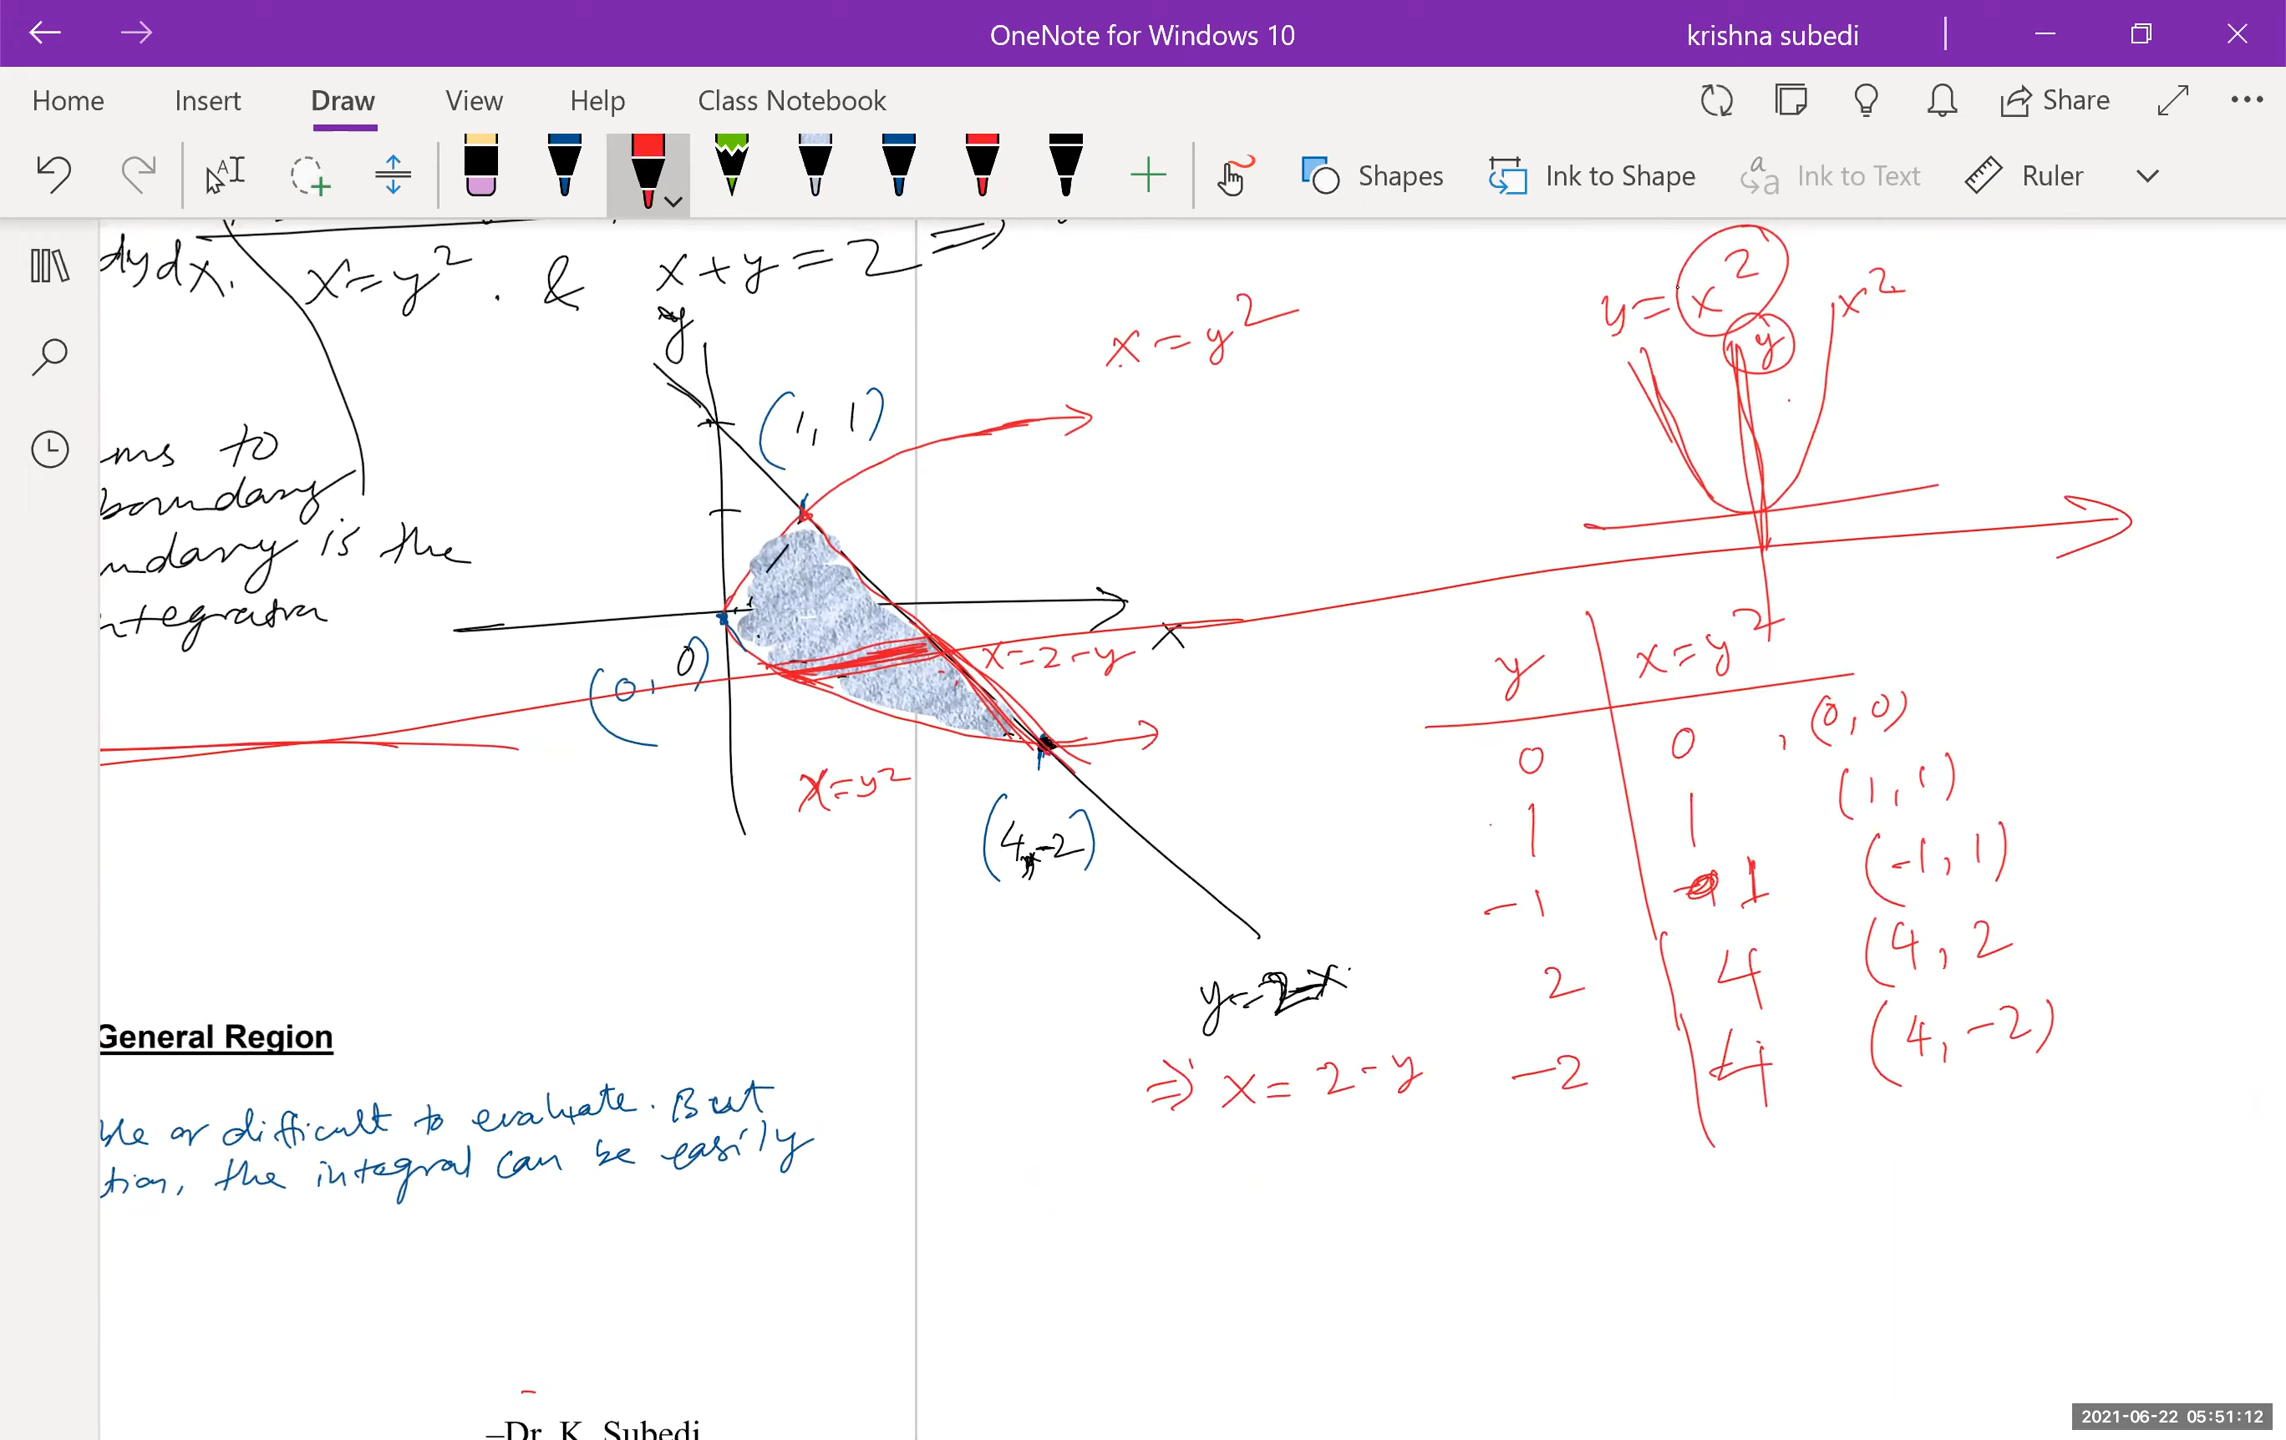 OneNote for Windows 10
krishna subedi
Home Insert Draw View Help Class Notebook
Share
Shapes Ink to Shape Ink to Text Ruler
dydx. x=y² . & x+y=2 ⇒
y
x=y²
y=x²
y
x²
(1, 1)
ms to
boundary
ndary is the
ntegration
x
x=2-y
(0, 0)
x=y²
(4,-2)
y x=y²
0 0 , (0,0)
1 1 (1,1)
-1 1 (-1,1)
2 4 (4,2
-2 4 (4,-2)
y=2-x
⇒ x=2-y
General Region
ble or difficult to evaluate. But
tion, the integral can be easily
–Dr. K. Subedi
2021-06-22 05:51:12